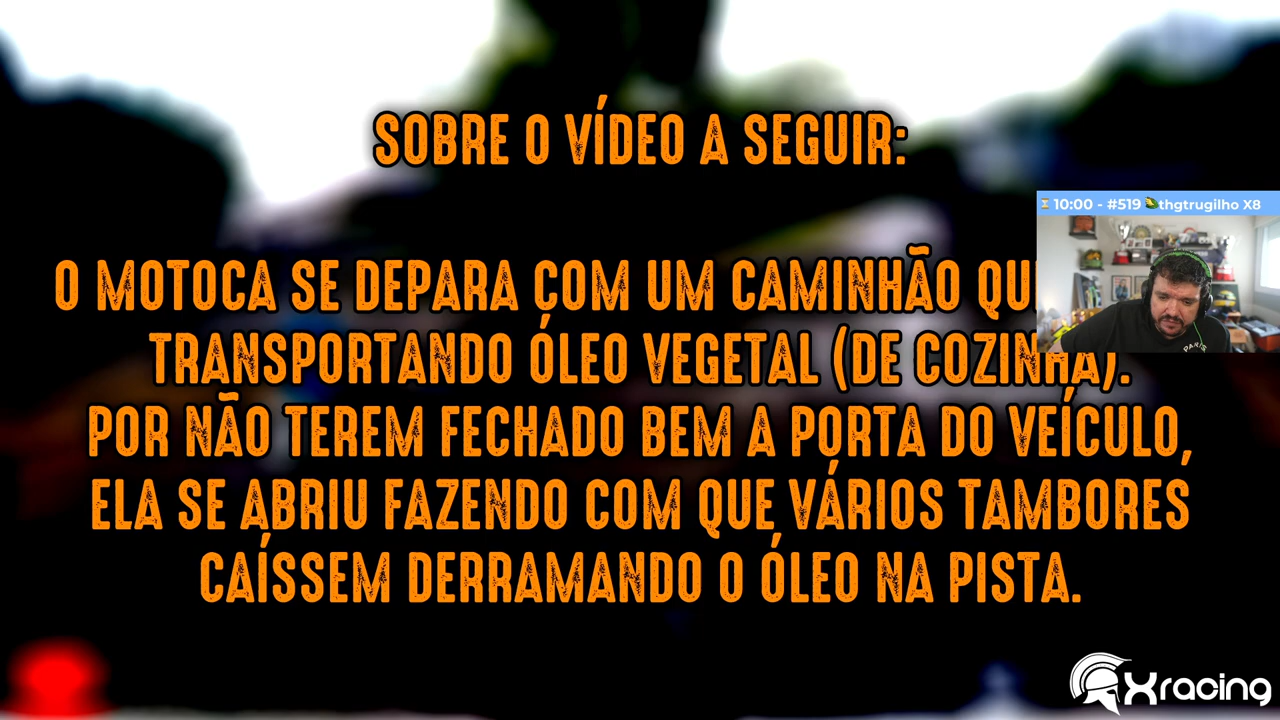 SOBRE O VÍDEO A SEGUIR:
10:00 - #519 thgtrugilho X8
O MOTOCA SE DEPARA COM UM CAMINHÃO
TRANSPORTANDO ÓLEO VEGETAL (DE COZINHA).
POR NÃO TEREM FECHADO BEM A PORTA DO VEÍCULO,
ELA SE ABRIU FAZENDO COM QUE VÁRIOS TAMBORES
CAÍSSEM DERRAMANDO O ÓLEO NA PISTA.
Xracing